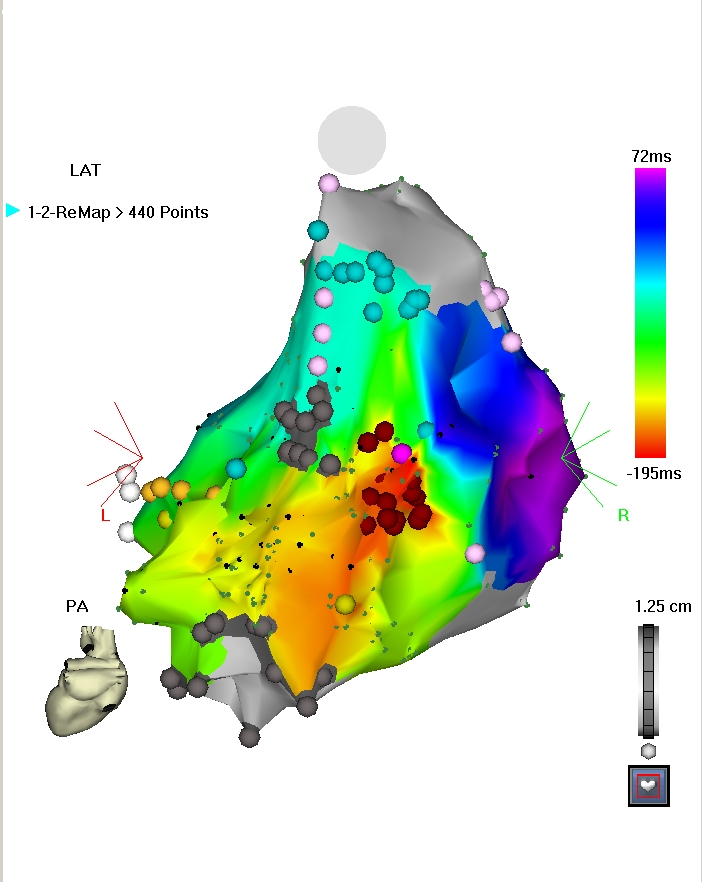 LAT
72ms
1-2-ReMap > 440 Points
-195ms
L
R
PA
1.25 cm